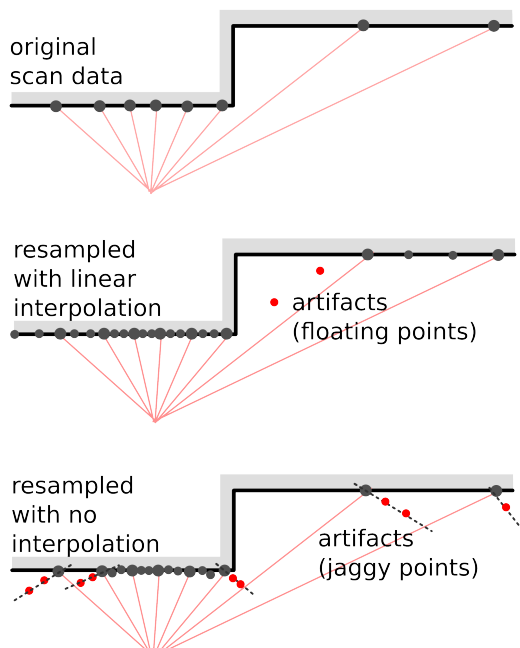 original
scan data
resampled
with linear
interpolation
artifacts
(floating points)
resampled
with no
interpolation
artifacts
(jaggy points)